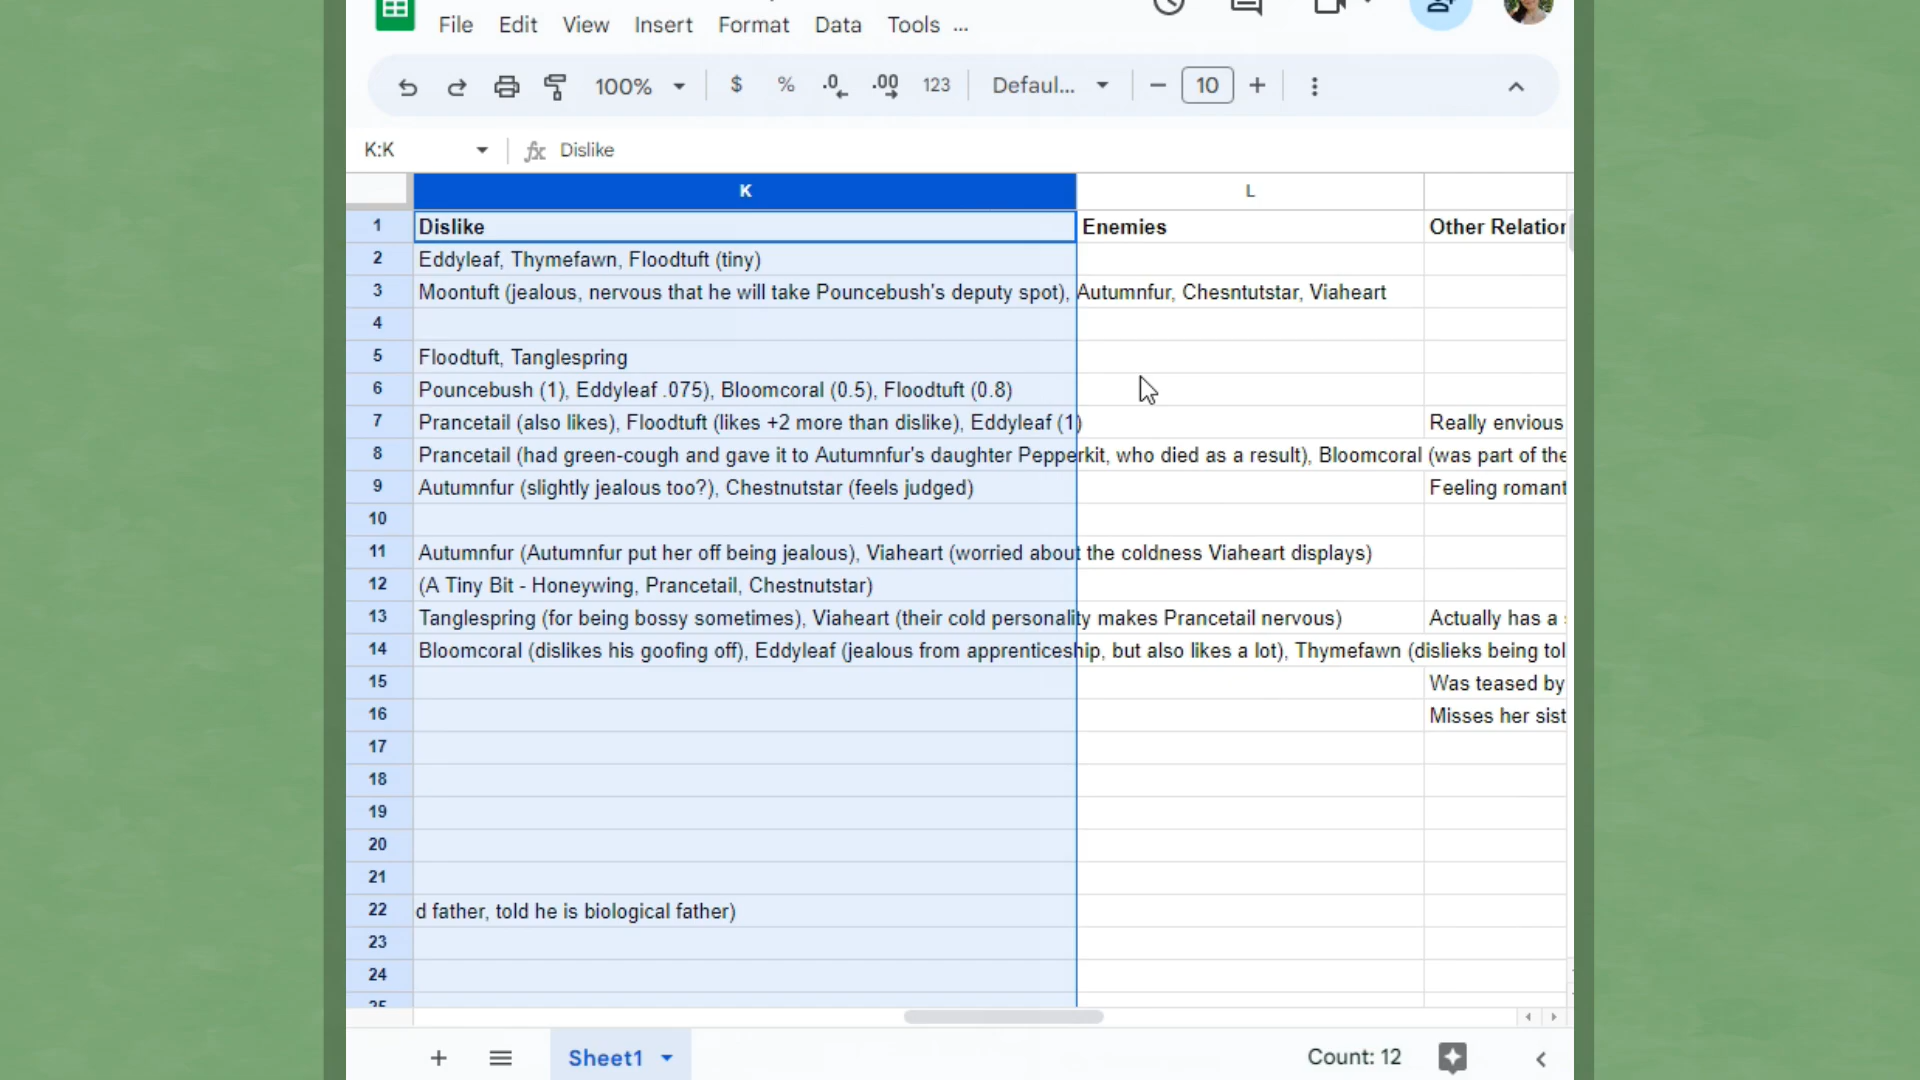 File Edit View Insert Format Data Tools ...
100% $ % .0 .00 123 Defaul... − 10 +
K:K fx Dislike
K L
1 Dislike Enemies Other Relation
2 Eddyleaf, Thymefawn, Floodtuft (tiny)
3 Moontuft (jealous, nervous that he will take Pouncebush's deputy spot), Autumnfur, Chesntutstar, Viaheart
4
5 Floodtuft, Tanglespring
6 Pouncebush (1), Eddyleaf .075), Bloomcoral (0.5), Floodtuft (0.8)
7 Prancetail (also likes), Floodtuft (likes +2 more than dislike), Eddyleaf (1) Really envious
8 Prancetail (had green-cough and gave it to Autumnfur's daughter Pepperkit, who died as a result), Bloomcoral (was part of the
9 Autumnfur (slightly jealous too?), Chestnutstar (feels judged) Feeling romant
10
11 Autumnfur (Autumnfur put her off being jealous), Viaheart (worried about the coldness Viaheart displays)
12 (A Tiny Bit - Honeywing, Prancetail, Chestnutstar)
13 Tanglespring (for being bossy sometimes), Viaheart (their cold personality makes Prancetail nervous) Actually has a
14 Bloomcoral (dislikes his goofing off), Eddyleaf (jealous from apprenticeship, but also likes a lot), Thymefawn (dislieks being tol
15 Was teased by
16 Misses her sist
17
18
19
20
21
22 d father, told he is biological father)
23
24
25
+ Sheet1 Count: 12